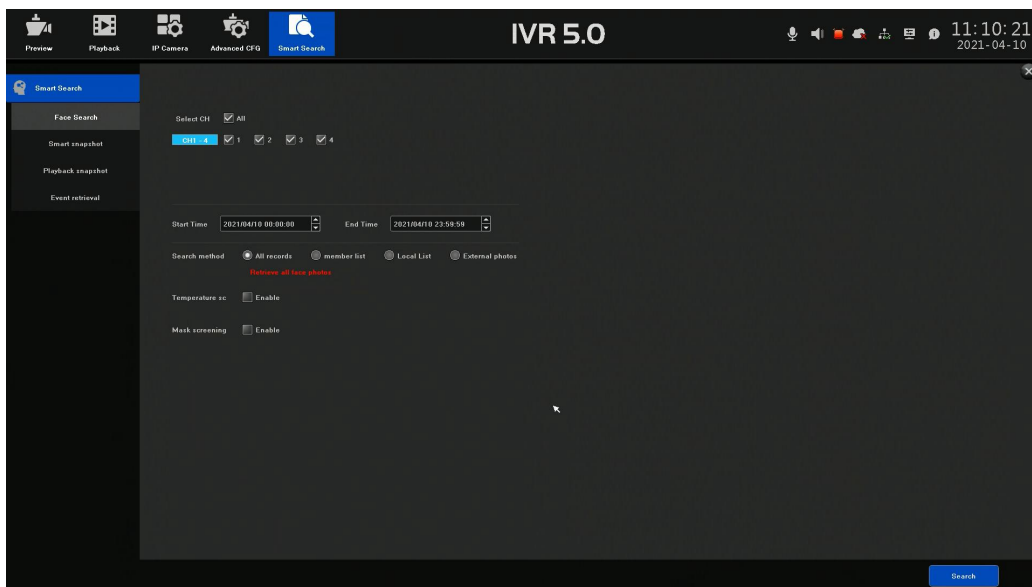 IVR 5.0
11:10:21
2021-04-10
Preview Playback IP Camera Advanced CFG Smart Search
Smart Search
Face Search
Smart snapshot
Playback snapshot
Event retrieval
Select CH All
CH1 - 4 1 2 3 4
Start Time 2021/04/10 00:00:00 End Time 2021/04/10 23:59:59
Search method All records member list Local List External photos
Retrieve all face photos
Temperature sc Enable
Mask screening Enable
Search